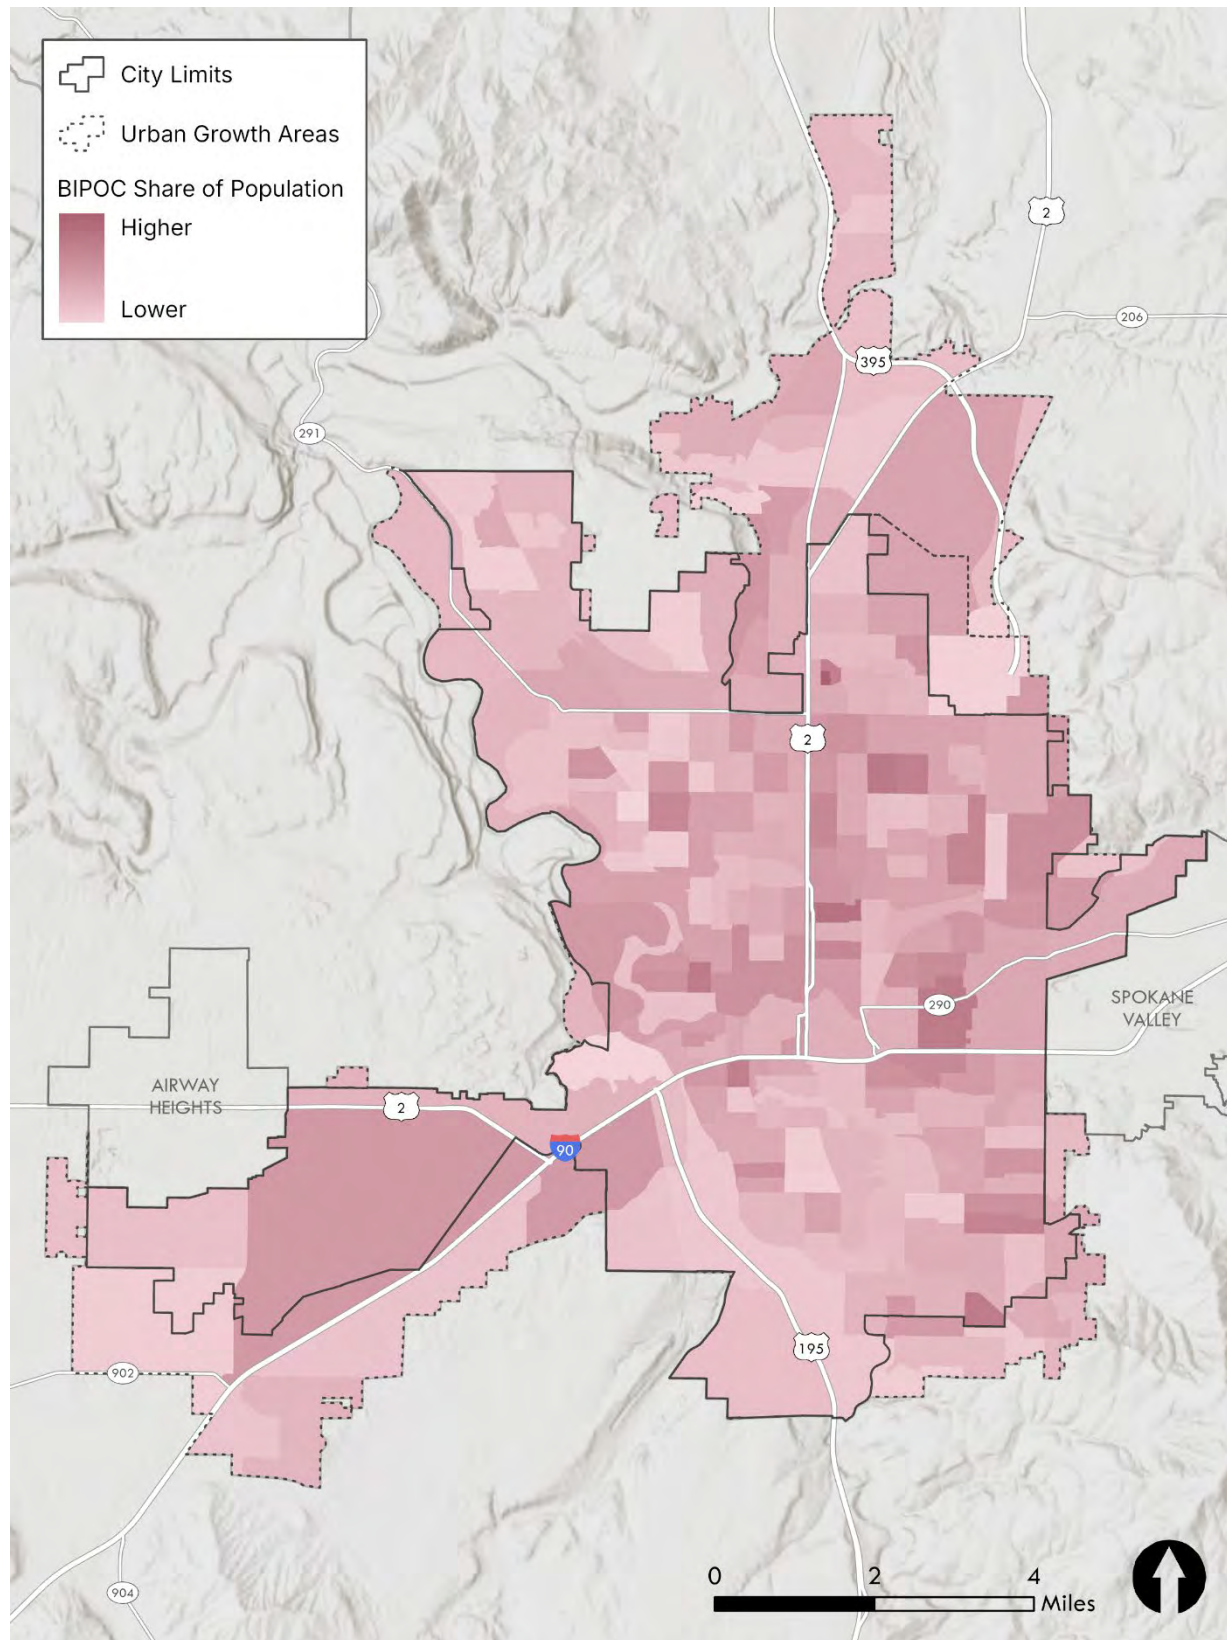 City Limits
Urban Growth Areas
BIPOC Share of Population
Higher
Lower
2
206
395
291
2
290
SPOKANE
VALLEY
AIRWAY
HEIGHTS
2
90
195
902
904
0 2 4
Miles